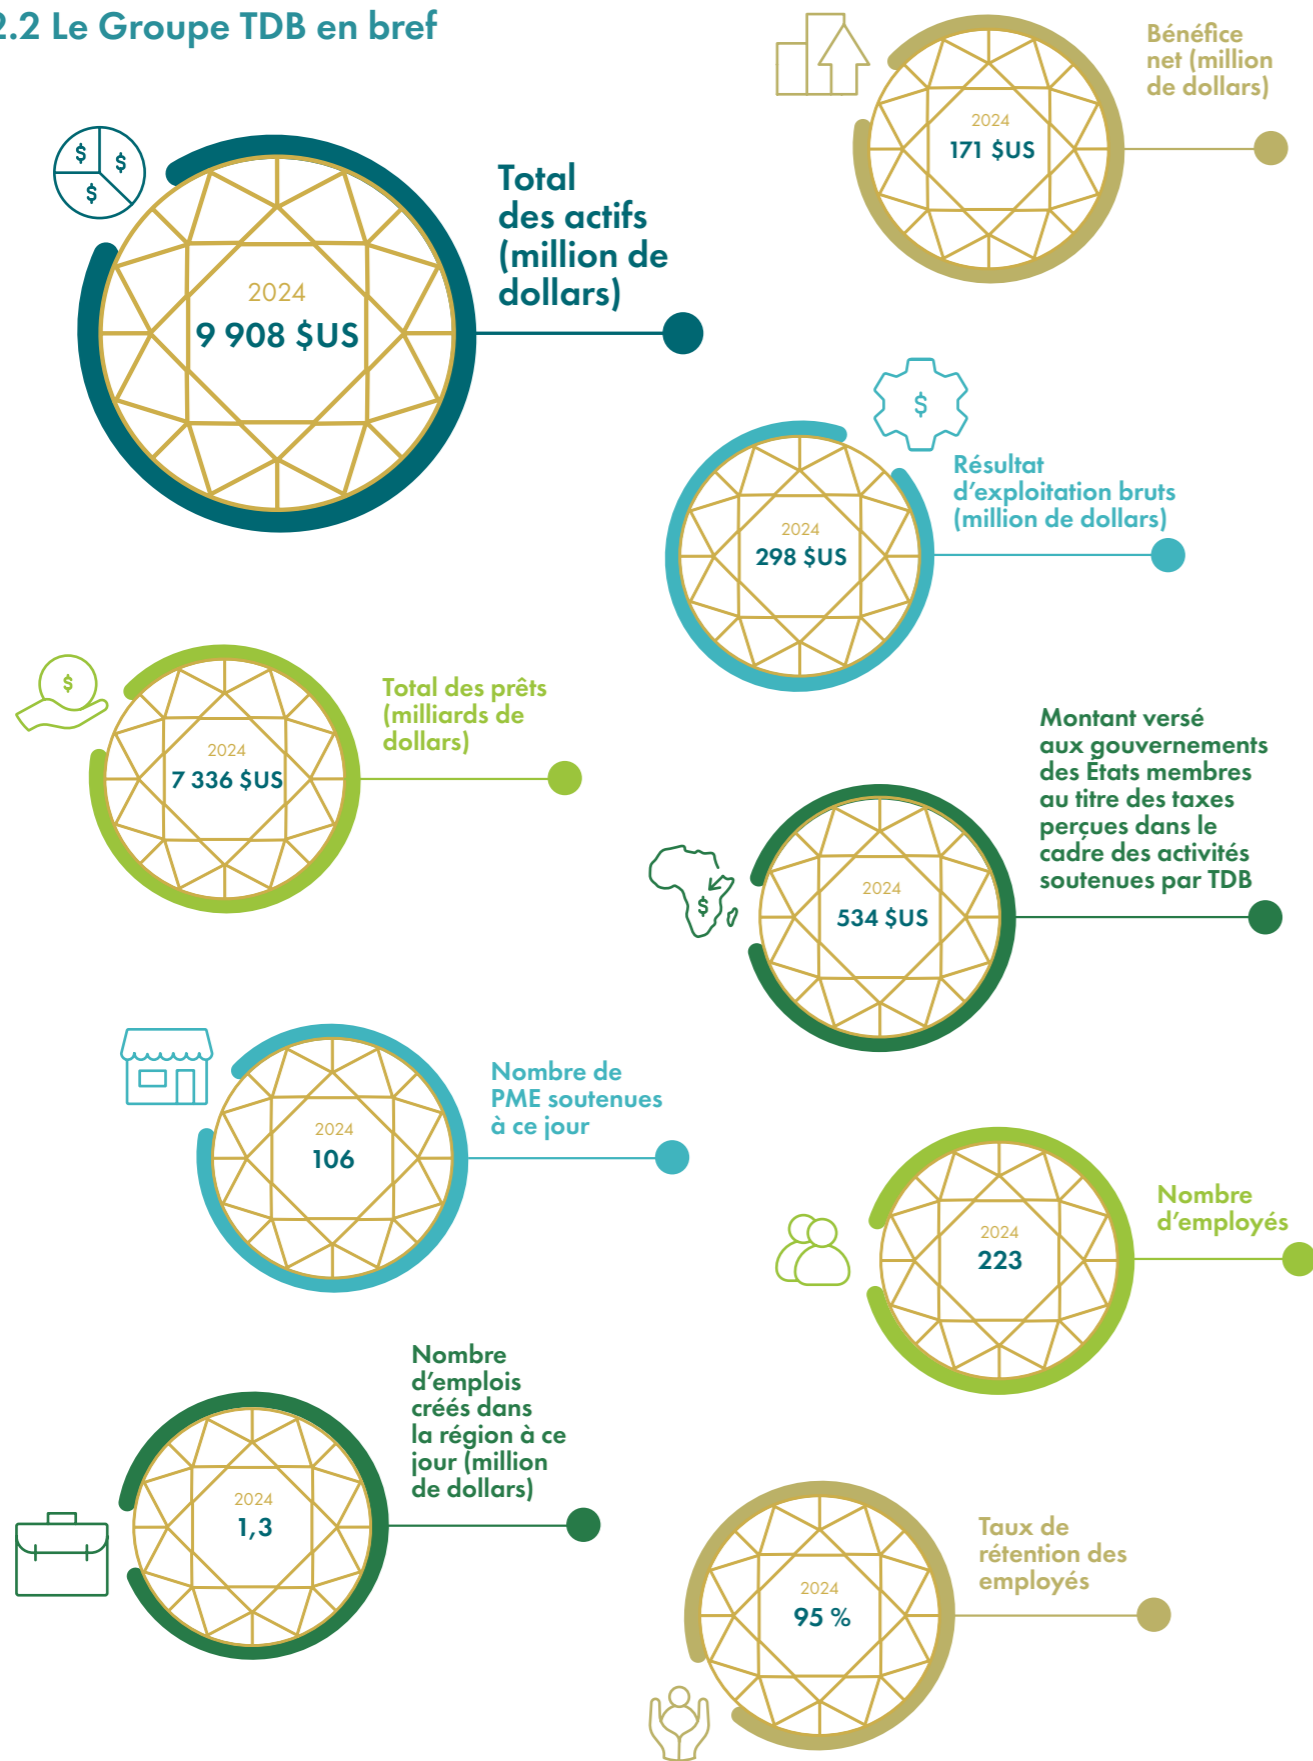 2.2 Le Groupe TDB en bref
Bénéfice
net (million
de dollars)
2024
171 $US
$
$
$
Total
des actifs
(million de
dollars)
2024
9 908 $US
$
Résultat
d’exploitation bruts
(million de dollars)
2024
298 $US
$
Total des prêts
(milliards de
dollars)
2024
7 336 $US
Montant versé
aux gouvernements
des États membres
au titre des taxes
perçues dans le
cadre des activités
soutenues par TDB
$
2024
534 $US
Nombre de
PME soutenues
à ce jour
2024
106
Nombre
d’employés
2024
223
Nombre
d’emplois
créés dans
la région à ce
jour (million
de dollars)
2024
1,3
Taux de
rétention des
employés
2024
95 %